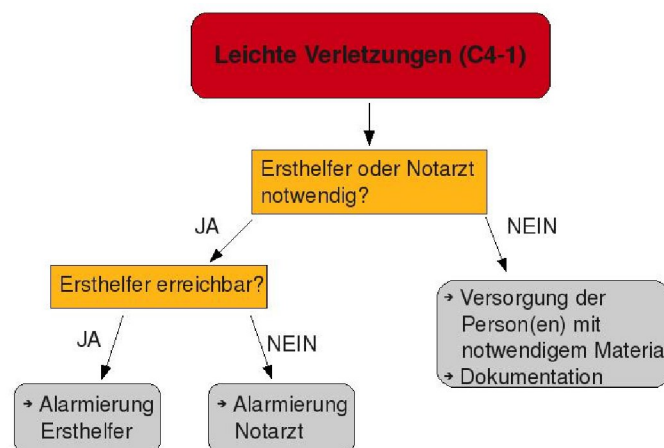 Leichte Verletzungen (C4-1)
Ersthelfer oder Notarzt
notwendig?
JA
NEIN
Ersthelfer erreichbar?
→ Versorgung der
Person(en) mit
notwendigem Materia
→ Dokumentation
JA
NEIN
→ Alarmierung
Ersthelfer
→ Alarmierung
Notarzt